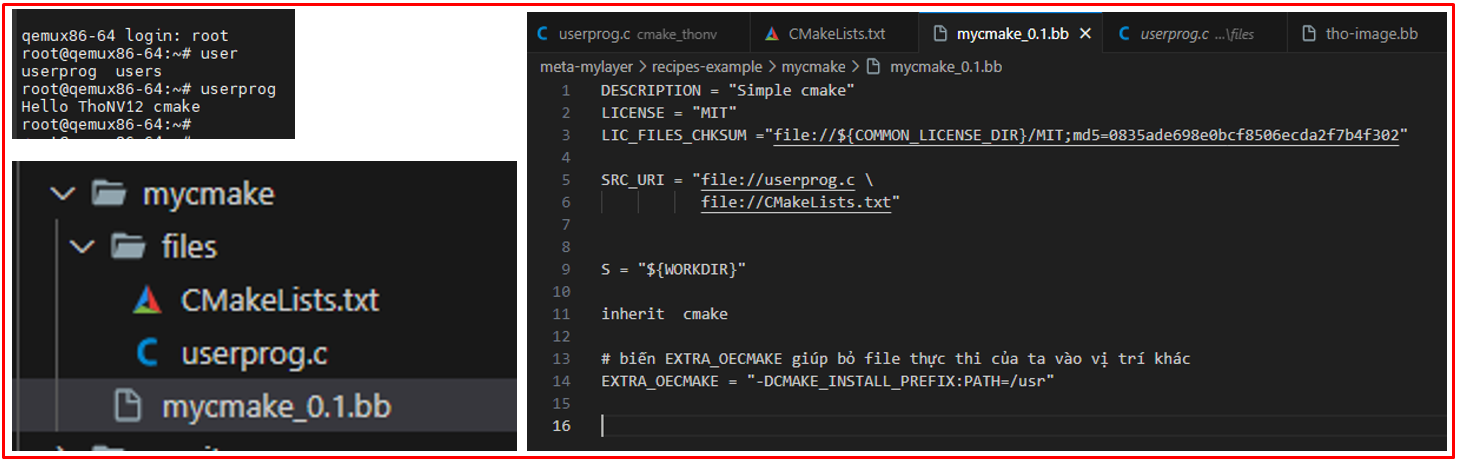 qemux86-64 login: root
root@qemux86-64:~# user
userprog  users
root@qemux86-64:~# userprog
Hello ThoNV12 cmake
root@qemux86-64:~#
mycmake
files
CMakeLists.txt
userprog.c
mycmake_0.1.bb
userprog.c cmake_thonv
CMakeLists.txt
mycmake_0.1.bb
userprog.c ...\files
tho-image.bb
meta-mylayer > recipes-example > mycmake > mycmake_0.1.bb
1 DESCRIPTION = "Simple cmake"
2 LICENSE = "MIT"
3 LIC_FILES_CHKSUM ="file://${COMMON_LICENSE_DIR}/MIT;md5=0835ade698e0bcf8506ecda2f7b4f302"
4
5 SRC_URI = "file://userprog.c \
6 file://CMakeLists.txt"
7
8
9 S = "${WORKDIR}"
10
11 inherit  cmake
12
13 # biến EXTRA_OECMAKE giúp bỏ file thực thi của ta vào vị trí khác
14 EXTRA_OECMAKE = "-DCMAKE_INSTALL_PREFIX:PATH=/usr"
15
16